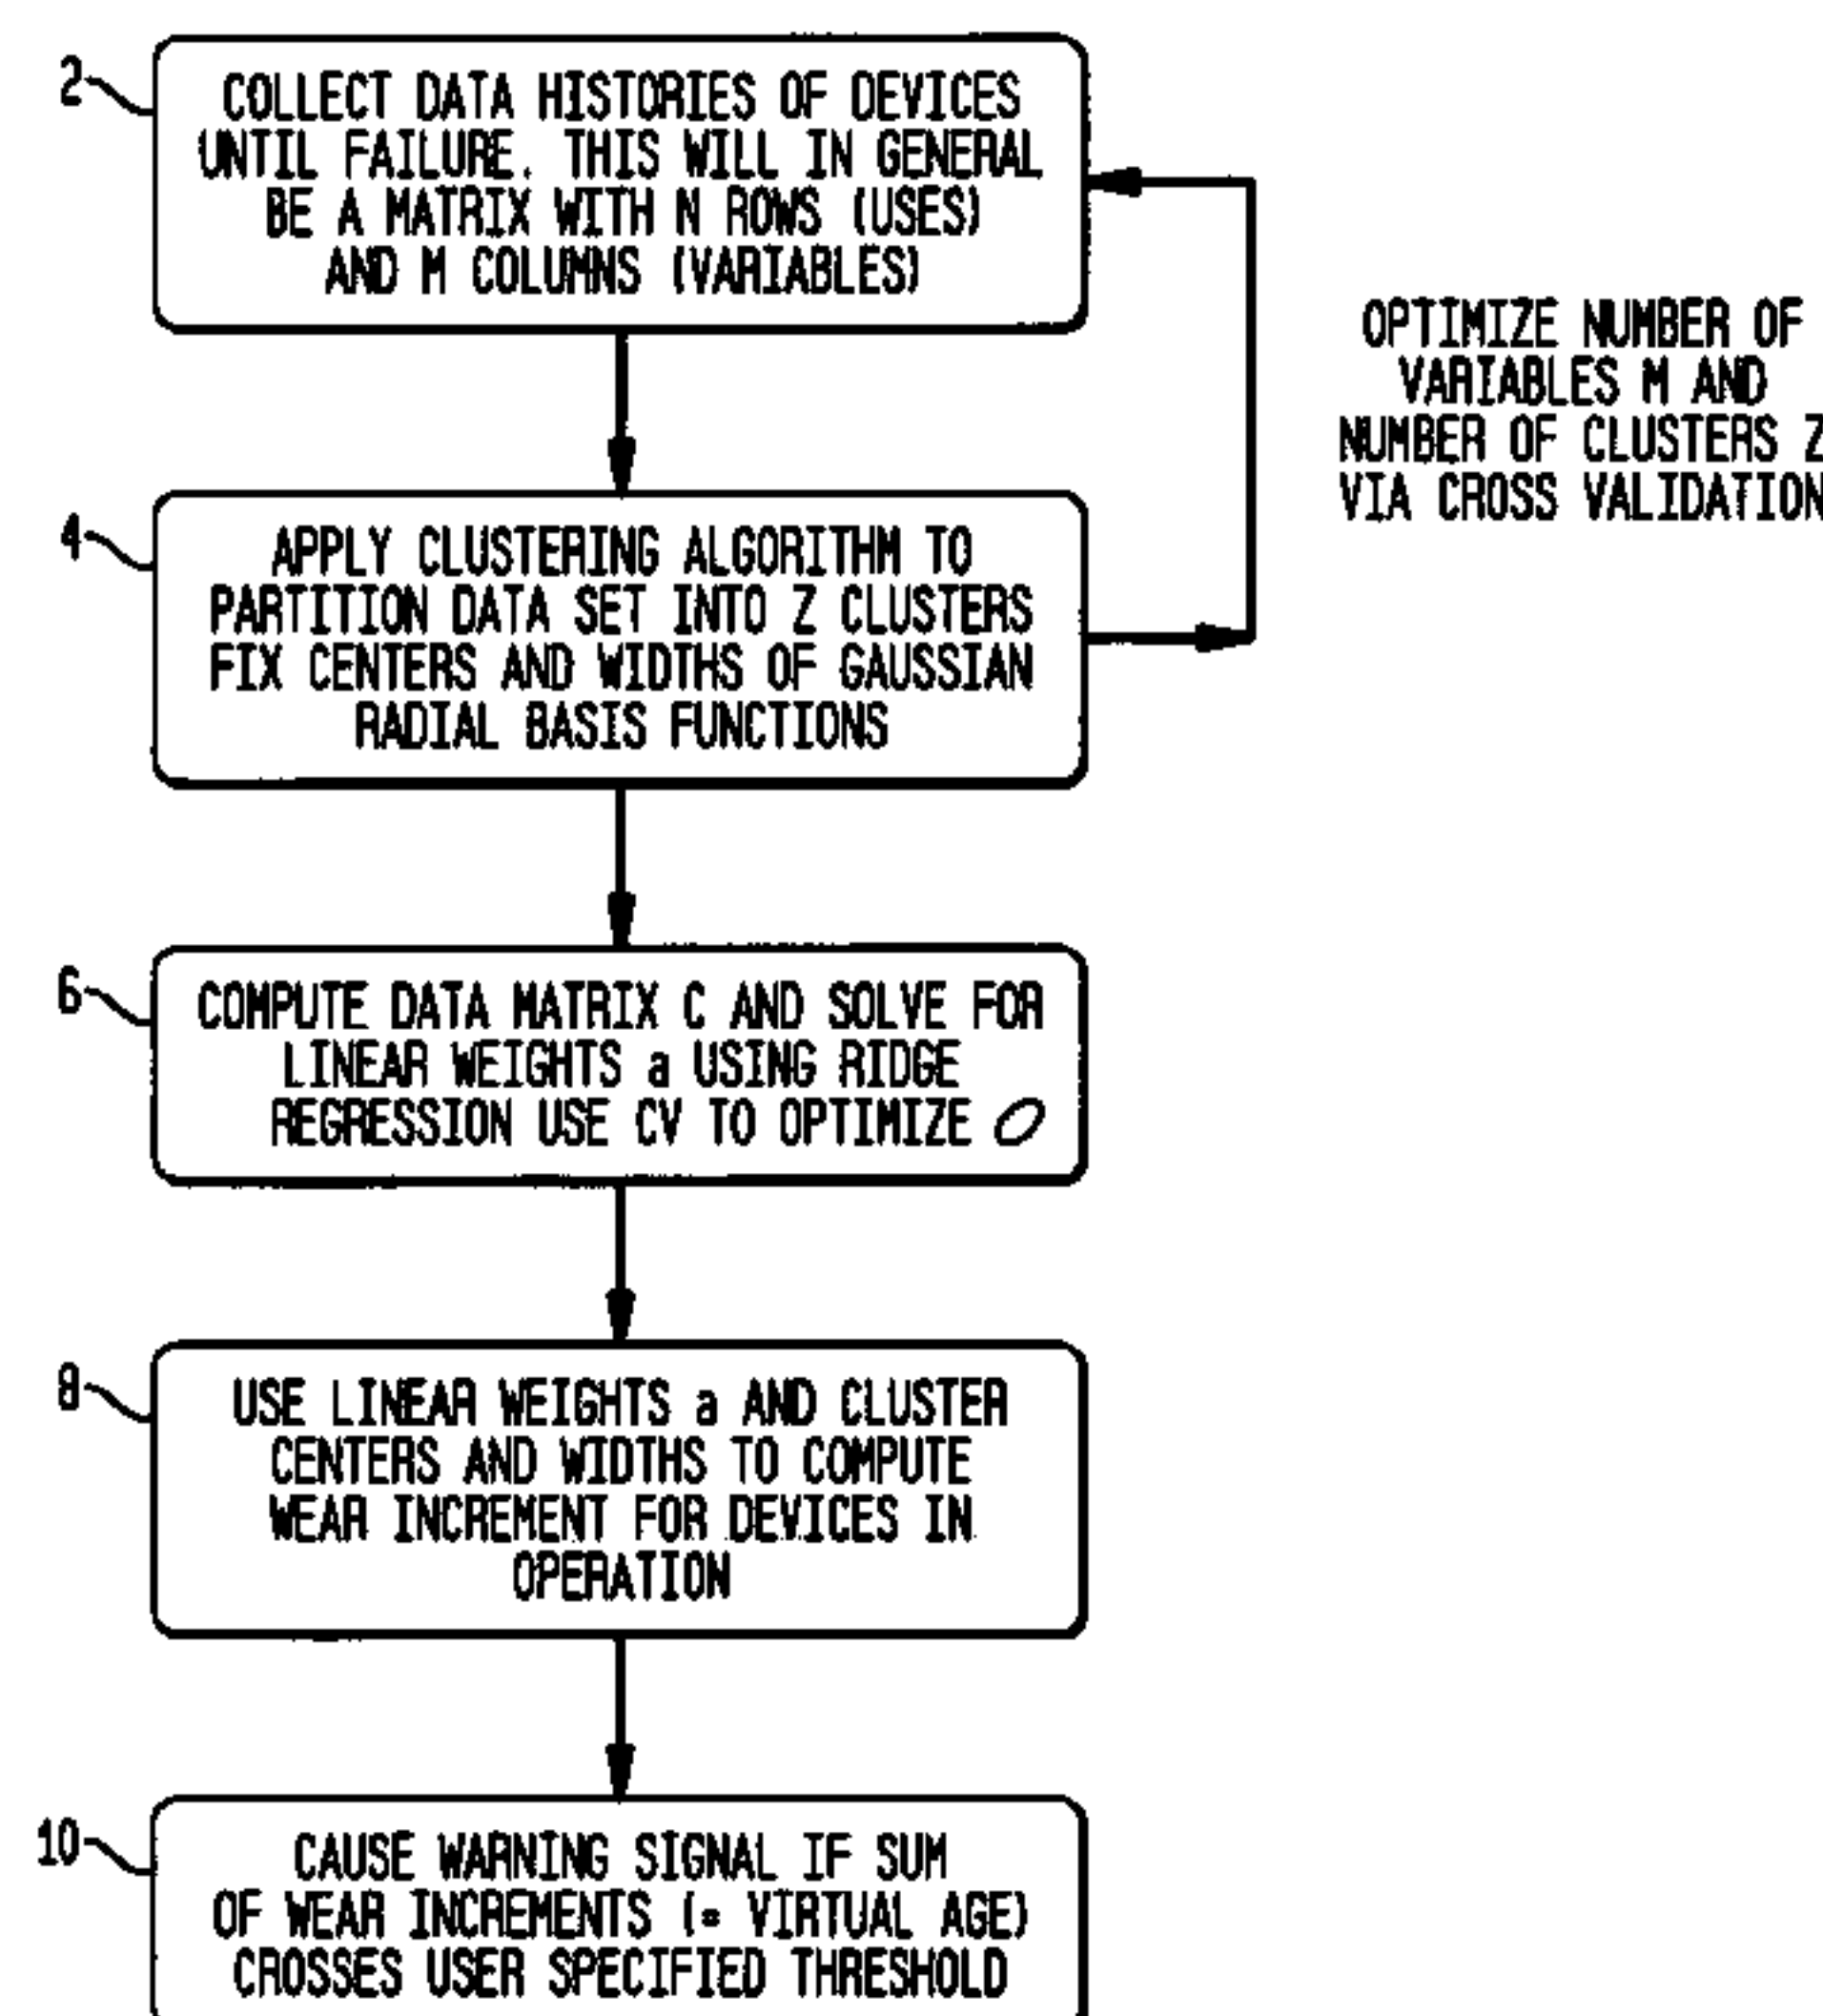 2
COLLECT DATA HISTORIES OF DEVICES
UNTIL FAILURE. THIS WILL IN GENERAL
BE A MATRIX WITH N ROWS (USES)
AND M COLUMNS (VARIABLES)
OPTIMIZE NUMBER OF
VARIABLES M AND
NUMBER OF CLUSTERS Z
VIA CROSS VALIDATION
4
APPLY CLUSTERING ALGORITHM TO
PARTITION DATA SET INTO Z CLUSTERS
FIX CENTERS AND WIDTHS OF GAUSSIAN
RADIAL BASIS FUNCTIONS
6
COMPUTE DATA MATRIX C AND SOLVE FOR
LINEAR WEIGHTS a USING RIDGE
REGRESSION USE CV TO OPTIMIZE
8
USE LINEAR WEIGHTS a AND CLUSTER
CENTERS AND WIDTHS TO COMPUTE
WEAR INCREMENT FOR DEVICES IN
OPERATION
10
CAUSE WARNING SIGNAL IF SUM
OF WEAR INCREMENTS (= VIRTUAL AGE)
CROSSES USER SPECIFIED THRESHOLD